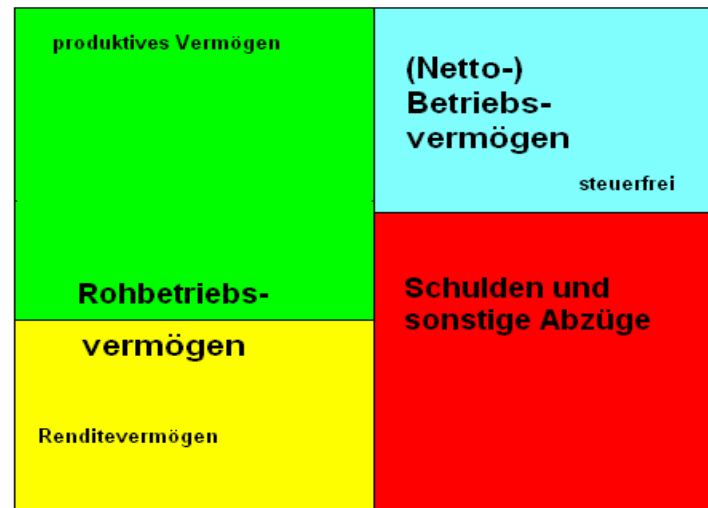 produktives Vermögen
Rohbetriebs-
vermögen
Renditevermögen
(Netto-)
Betriebs-
vermögen
steuerfrei
Schulden und
sonstige Abzüge